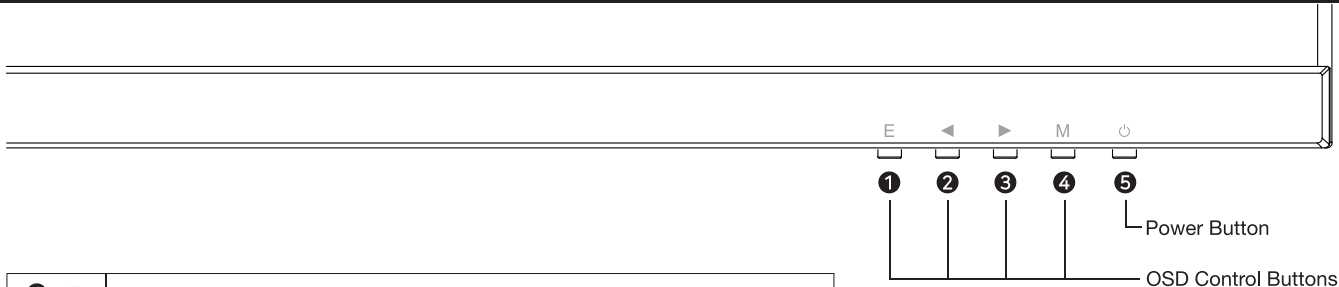 E ◀ ▶ M ⏻
❶ ❷ ❸ ❹ ❺
Power Button
OSD Control Buttons